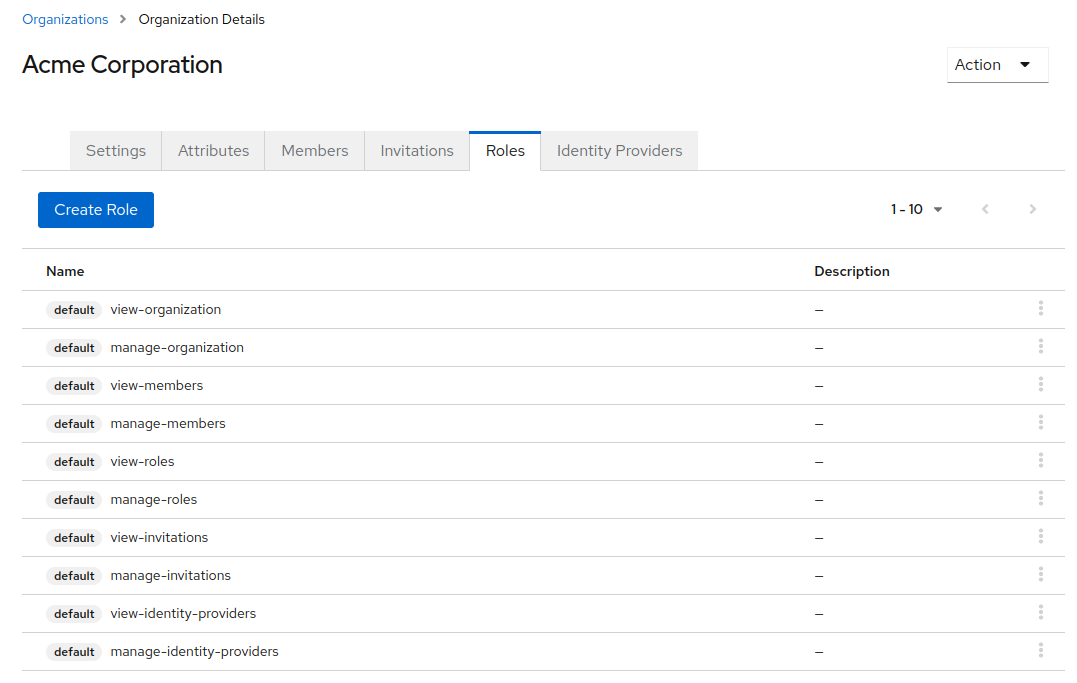 Organizations > Organization Details
Acme Corporation
Action
Settings Attributes Members Invitations Roles Identity Providers
Create Role 1 - 10
Name Description
default view-organization –
default manage-organization –
default view-members –
default manage-members –
default view-roles –
default manage-roles –
default view-invitations –
default manage-invitations –
default view-identity-providers –
default manage-identity-providers –